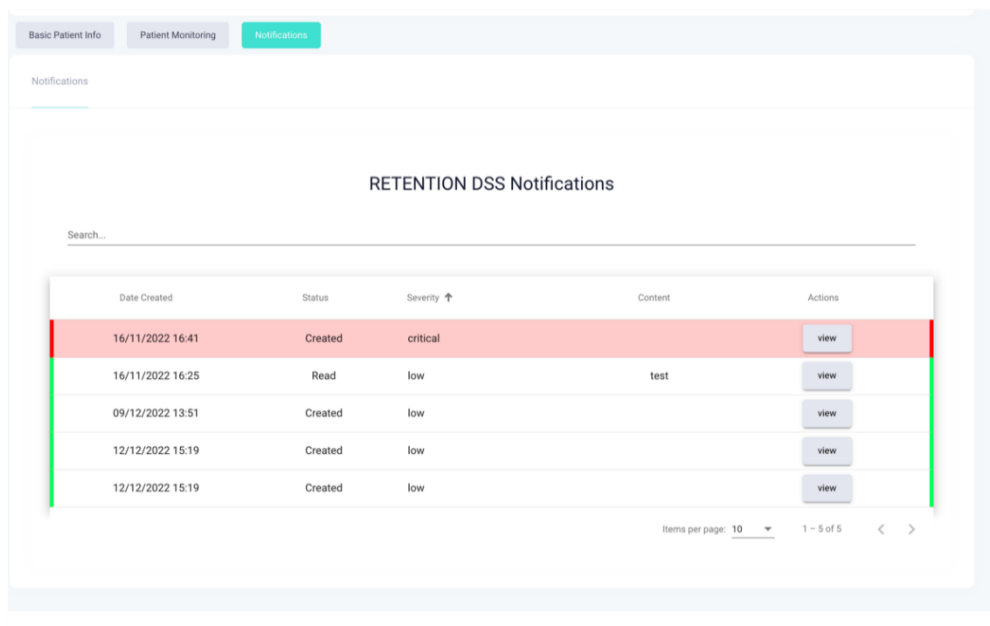 Basic Patient Info Patient Monitoring Notifications
Notifications
RETENTION DSS Notifications
Search...
Date Created Status Severity Content Actions
16/11/2022 16:41 Created critical view
16/11/2022 16:25 Read low test view
09/12/2022 13:51 Created low view
12/12/2022 15:19 Created low view
12/12/2022 15:19 Created low view
Items per page: 10 1 – 5 of 5